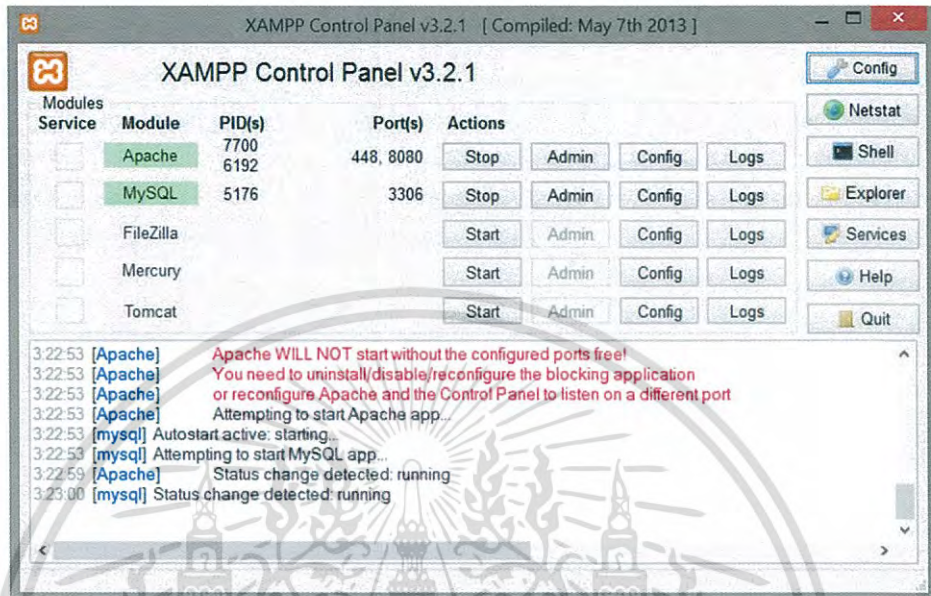 XAMPP Control Panel v3.2.1 [ Compiled: May 7th 2013 ]
XAMPP Control Panel v3.2.1
Config
Modules
Service Module PID(s) Port(s) Actions
Netstat
Apache 7700 6192 448, 8080 Stop Admin Config Logs
Shell
MySQL 5176 3306 Stop Admin Config Logs
Explorer
FileZilla Start Admin Config Logs
Services
Mercury Start Admin Config Logs
Help
Tomcat Start Admin Config Logs
Quit
3:22:53 [Apache] Apache WILL NOT start without the configured ports free!
3:22:53 [Apache] You need to uninstall/disable/reconfigure the blocking application
3:22:53 [Apache] or reconfigure Apache and the Control Panel to listen on a different port
3:22:53 [Apache] Attempting to start Apache app...
3:22:53 [mysql] Autostart active: starting...
3:22:53 [mysql] Attempting to start MySQL app...
3:22:59 [Apache] Status change detected: running
3:23:00 [mysql] Status change detected: running